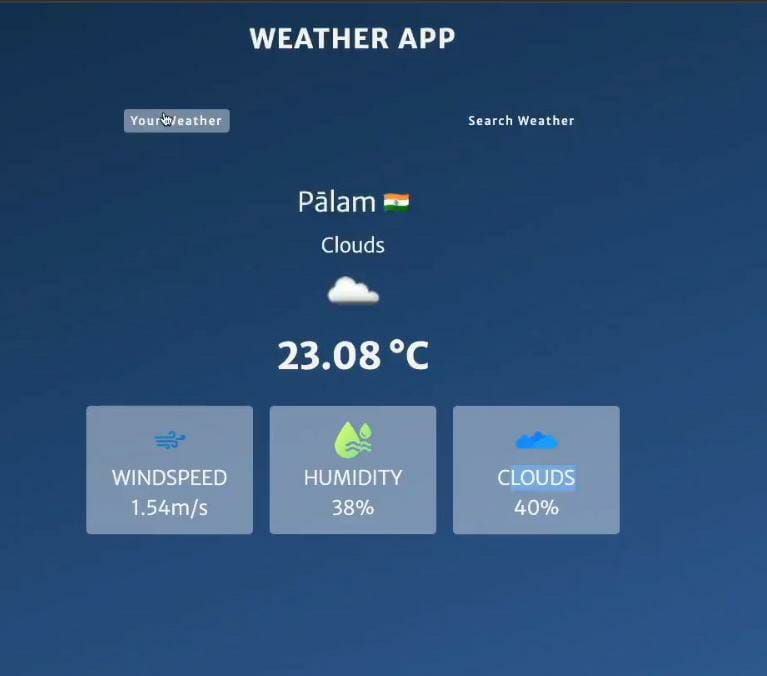 WEATHER APP
Your Weather
Search Weather
Pālam
Clouds
23.08 °C
WINDSPEED
1.54m/s
HUMIDITY
38%
CLOUDS
40%